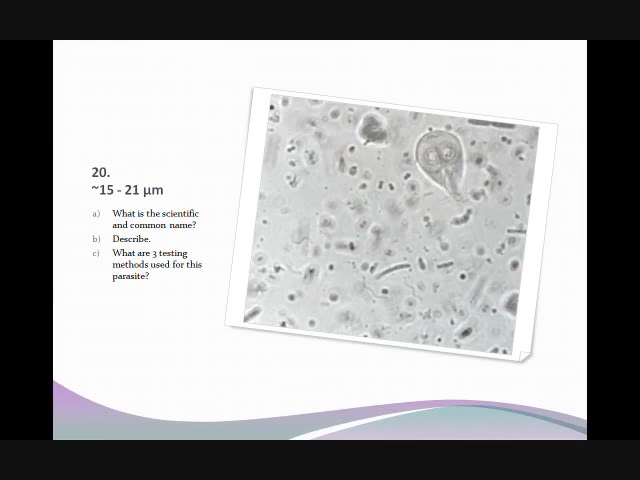 20.
~15 - 21 µm
a) What is the scientific
and common name?
b) Describe.
c) What are 3 testing
methods used for this
parasite?